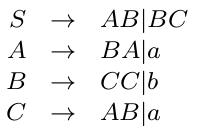 S → AB|BC
A → BA|a
B → CC|b
C → AB|a